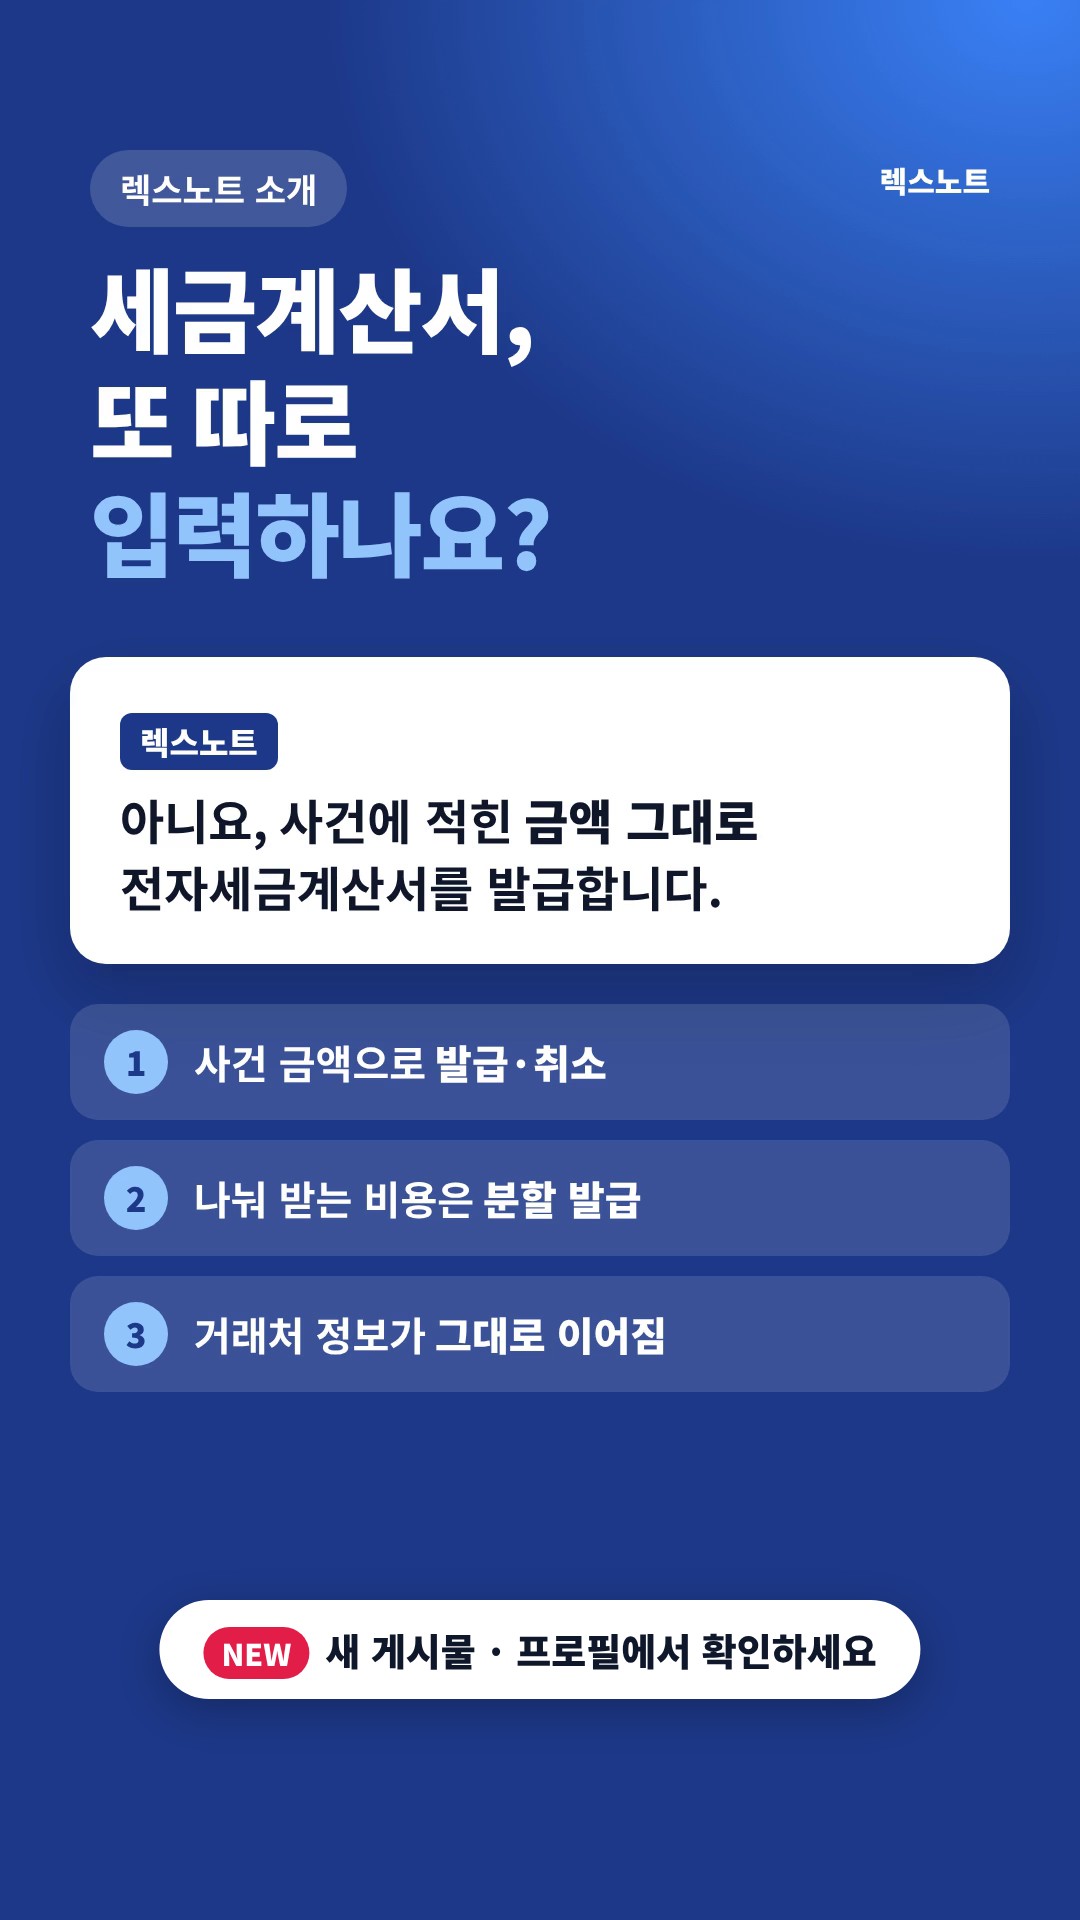 렉스노트 소개
렉스노트
세금계산서,
또 따로
입력하나요?
렉스노트
아니요, 사건에 적힌 금액 그대로
전자세금계산서를 발급합니다.
1 사건 금액으로 발급·취소
2 나눠 받는 비용은 분할 발급
3 거래처 정보가 그대로 이어짐
NEW 새 게시물 · 프로필에서 확인하세요